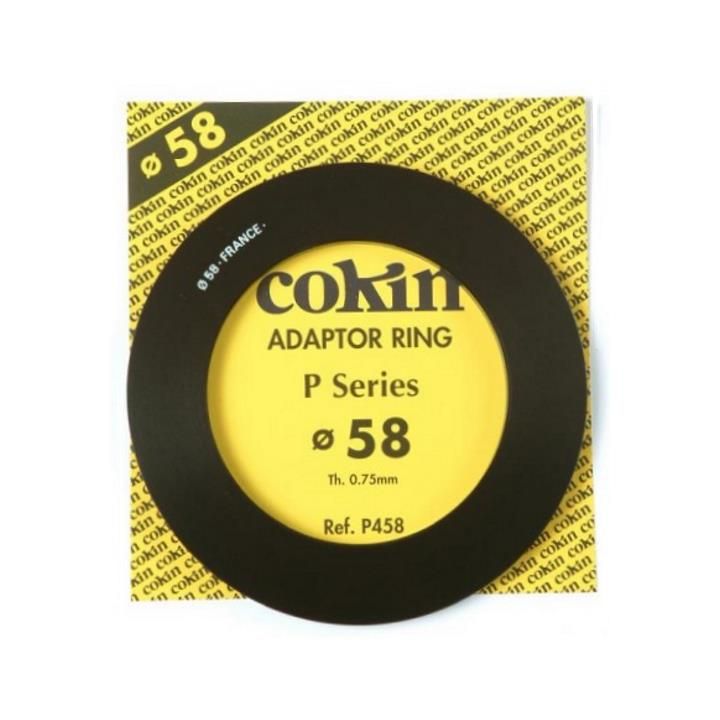 ø 58
ø 58 · FRANCE ·
cokin
ADAPTOR RING
P Series
ø 58
Th. 0.75mm
Ref. P458